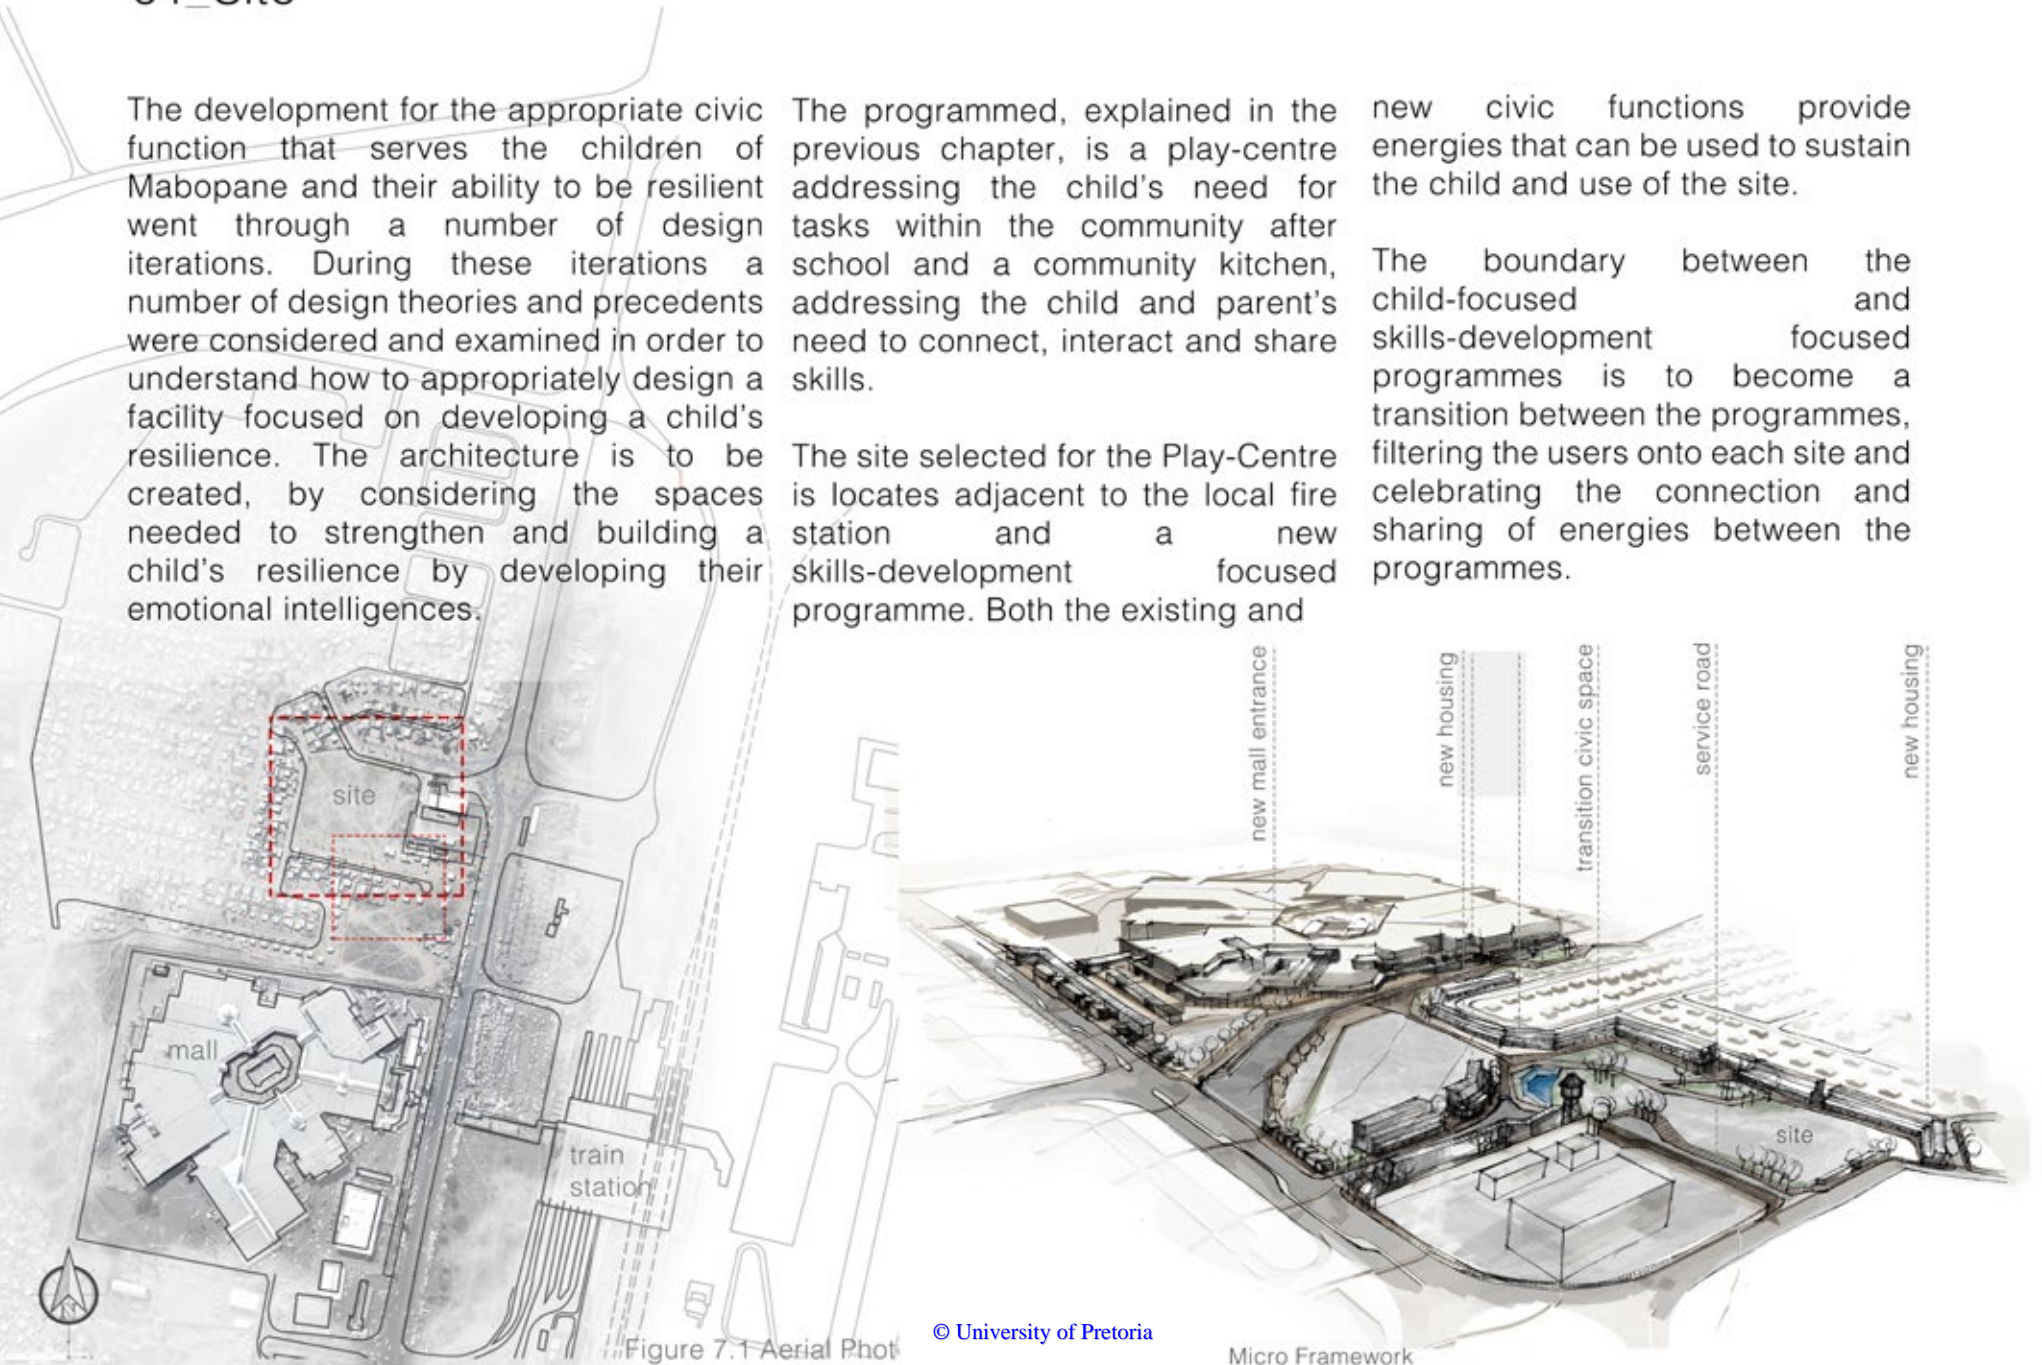 The development for the appropriate civic
function that serves the children of
Mabopane and their ability to be resilient
went through a number of design
iterations. During these iterations a
number of design theories and precedents
were considered and examined in order to
understand how to appropriately design a
facility focused on developing a child's
resilience. The architecture is to be
created, by considering the spaces
needed to strengthen and building a
child's resilience by developing their
emotional intelligences.
The programmed, explained in the
previous chapter, is a play-centre
addressing the child's need for
tasks within the community after
school and a community kitchen,
addressing the child and parent's
need to connect, interact and share
skills.
The site selected for the Play-Centre
is locates adjacent to the local fire
station and a new
skills-development focused
programme. Both the existing and
new civic functions provide
energies that can be used to sustain
the child and use of the site.
The boundary between the
child-focused and
skills-development focused
programmes is to become a
transition between the programmes,
filtering the users onto each site and
celebrating the connection and
sharing of energies between the
programmes.
site
mall
train
station
new mall entrance
new housing
transition civic space
service road
new housing
site
Figure 7.1 Aerial Phot
© University of Pretoria
Micro Framework